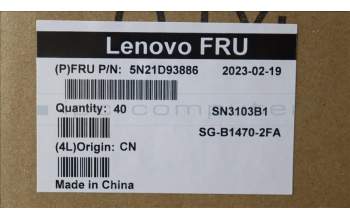 Lenovo FRU
(P)FRU P/N: 5N21D93886 2023-02-19
Quantity: 40 SN3103B1
SG-B1470-2FA
(4L)Origin: CN
Made in China